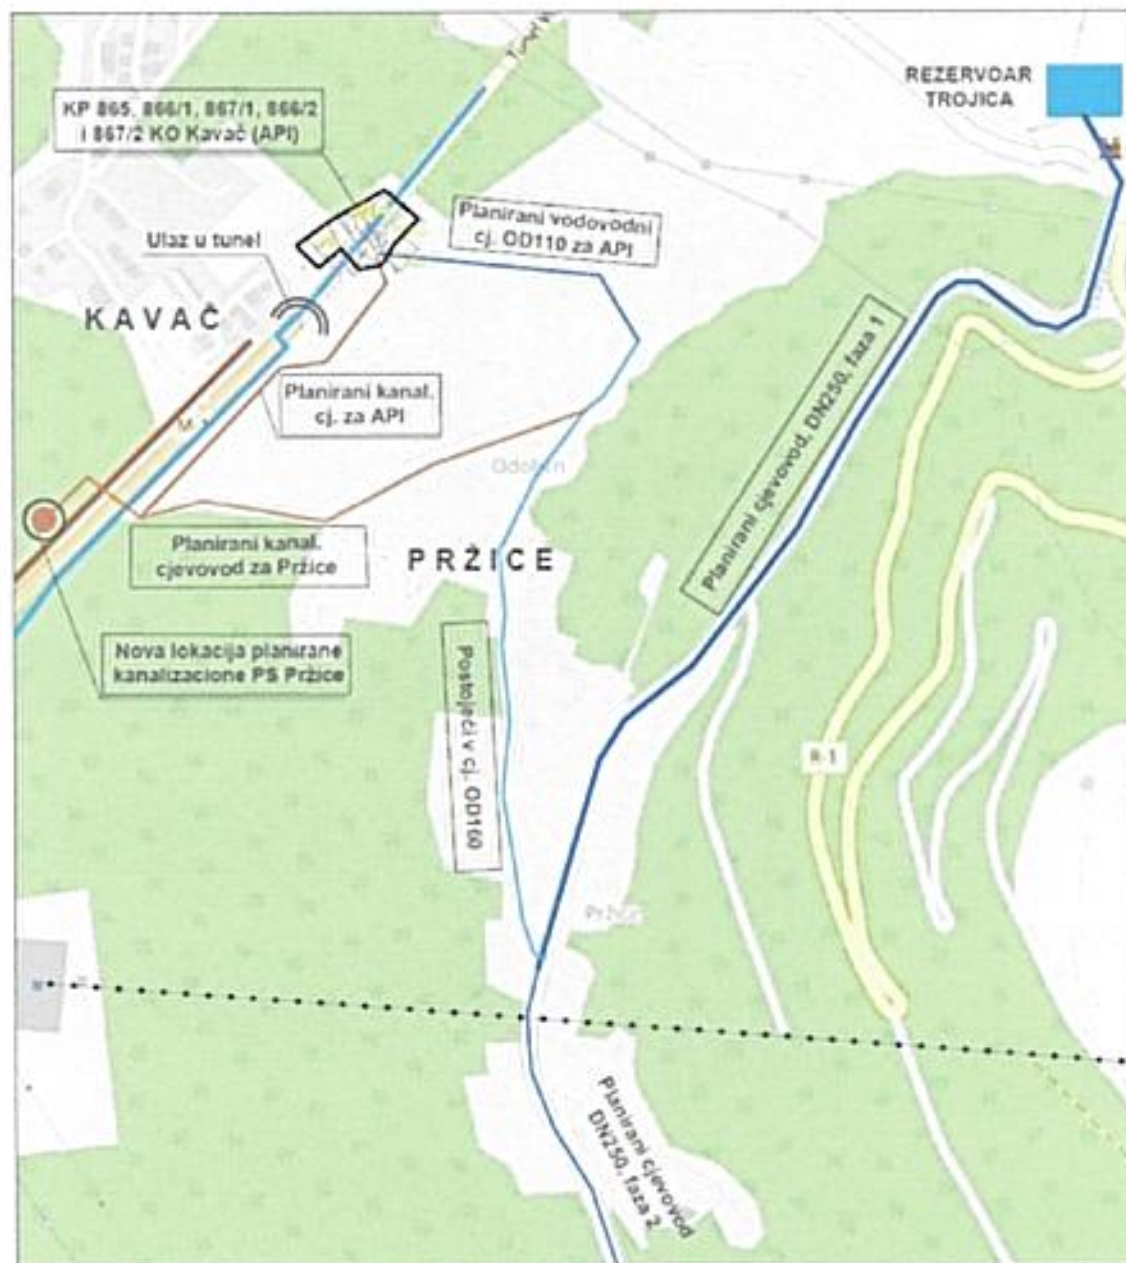 REZERVOAR
TROJICA
KP 865, 866/1, 867/1, 866/2
i 867/2 KO Kavač (API)
Planirani vodovodni
cj. OD110 za API
Ulaz u tunel
KAVAČ
Planirani kanal.
cj. za API
Planirani cjevovod, DN250, faza 1
Planirani kanal.
cjevovod za Pržice
PRŽICE
Nova lokacija planirane
kanalizacione PS Pržice
Postojeći v cj. OD160
R-1
Pržice
Planirani cjevovod
DN250, faza 2